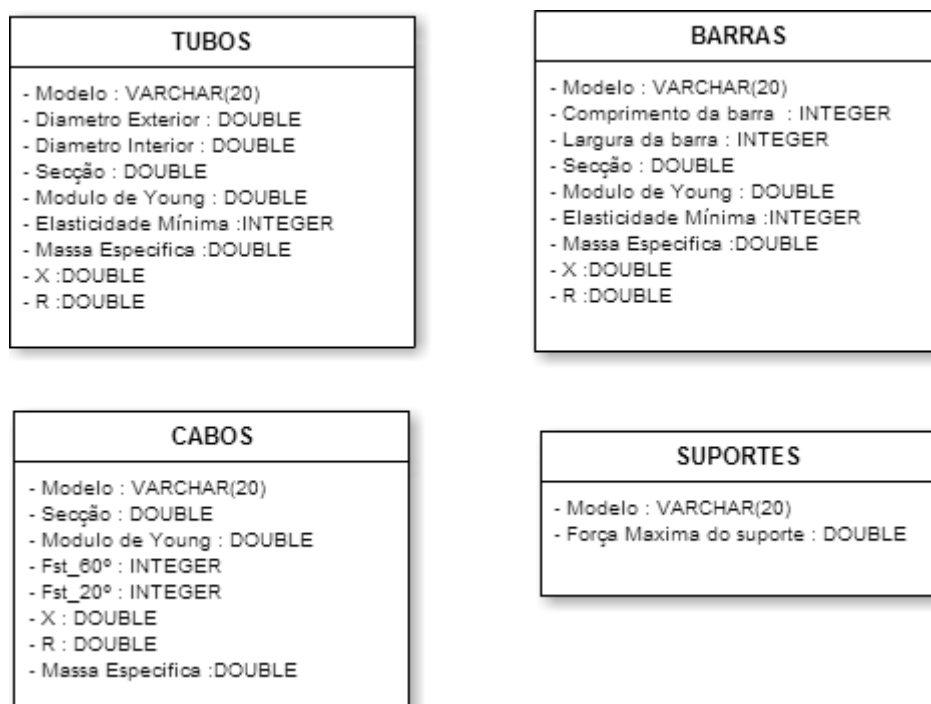 TUBOS
- Modelo : VARCHAR(20)
- Diametro Exterior : DOUBLE
- Diametro Interior : DOUBLE
- Secção : DOUBLE
- Modulo de Young : DOUBLE
- Elasticidade Mínima :INTEGER
- Massa Especifica :DOUBLE
- X :DOUBLE
- R :DOUBLE
BARRAS
- Modelo : VARCHAR(20)
- Comprimento da barra : INTEGER
- Largura da barra : INTEGER
- Secção : DOUBLE
- Modulo de Young : DOUBLE
- Elasticidade Mínima :INTEGER
- Massa Especifica :DOUBLE
- X :DOUBLE
- R :DOUBLE
CABOS
- Modelo : VARCHAR(20)
- Secção : DOUBLE
- Modulo de Young : DOUBLE
- Fst_60º : INTEGER
- Fst_20º : INTEGER
- X : DOUBLE
- R : DOUBLE
- Massa Especifica :DOUBLE
SUPORTES
- Modelo : VARCHAR(20)
- Força Maxima do suporte : DOUBLE